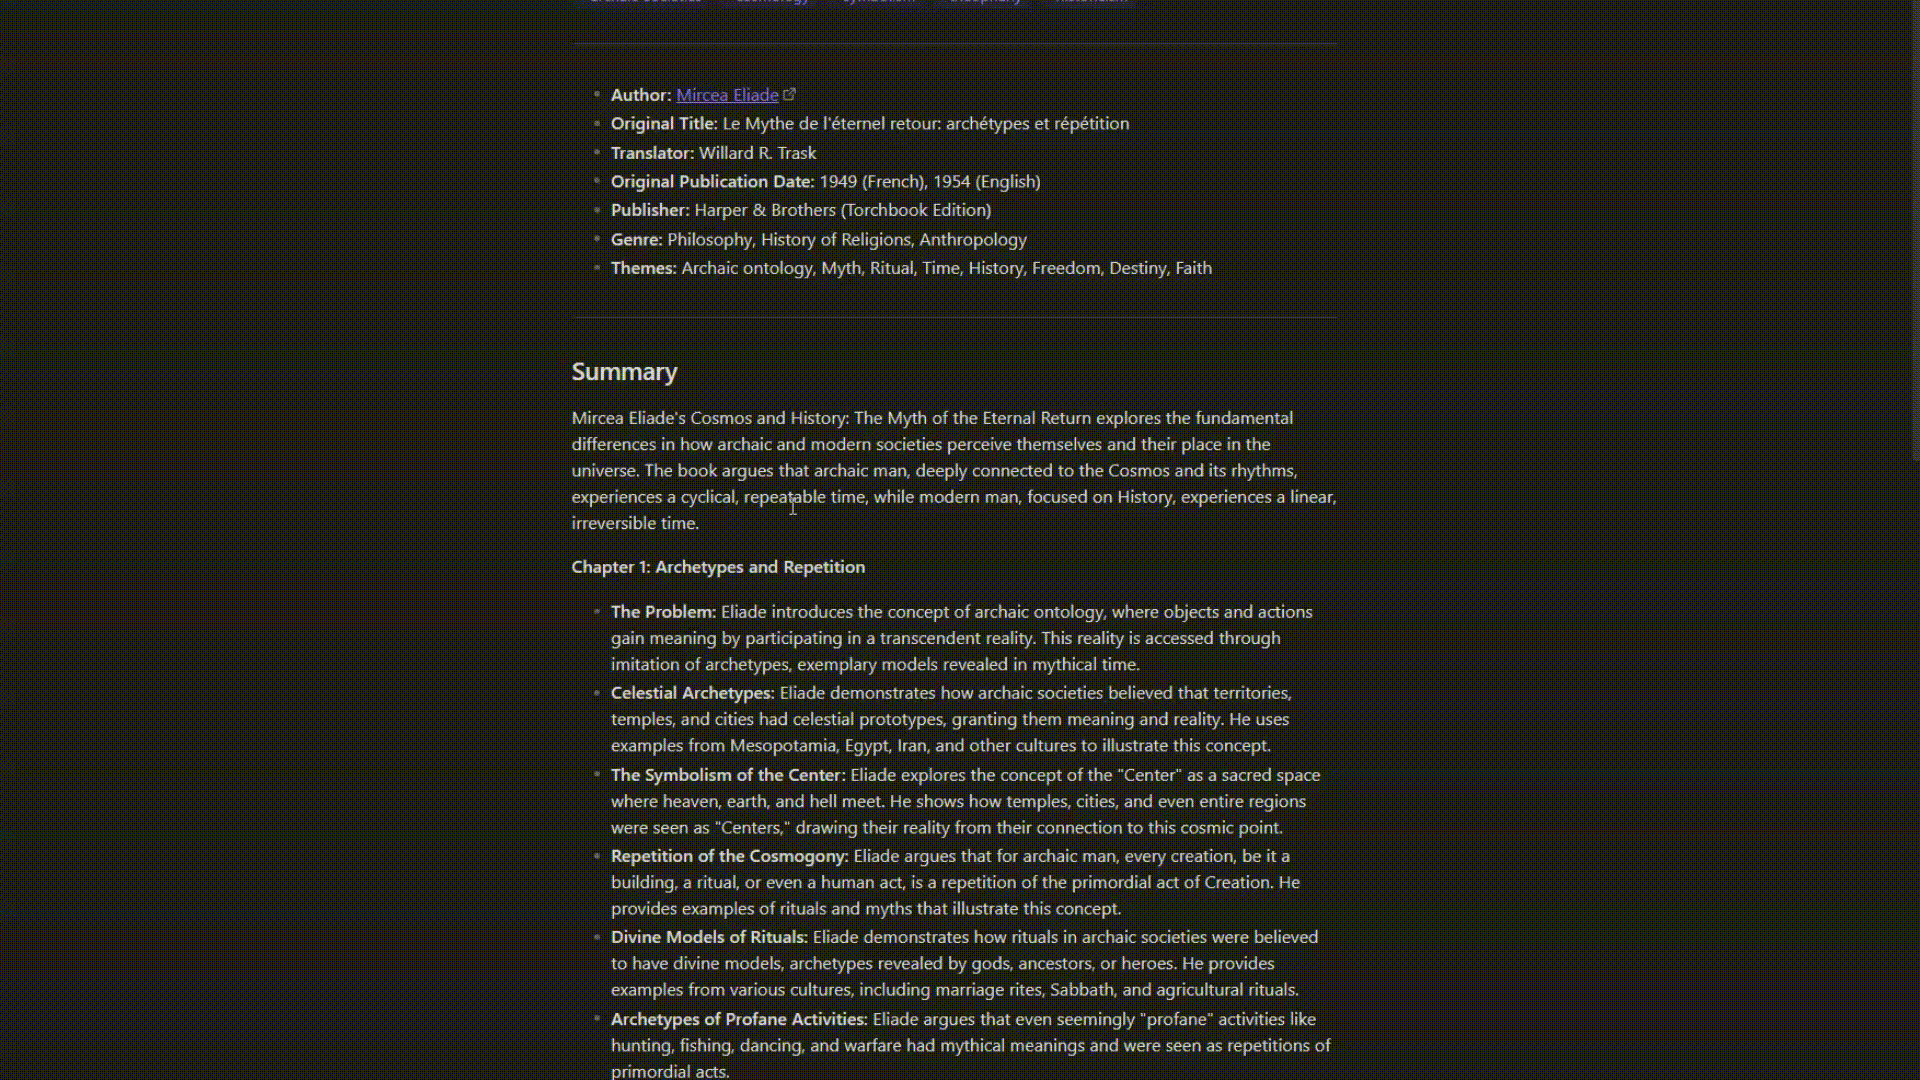 archaic societies cosmology symbolism theophany historicism
Author: Mircea Eliade
Original Title: Le Mythe de l'éternel retour: archétypes et répétition
Translator: Willard R. Trask
Original Publication Date: 1949 (French), 1954 (English)
Publisher: Harper & Brothers (Torchbook Edition)
Genre: Philosophy, History of Religions, Anthropology
Themes: Archaic ontology, Myth, Ritual, Time, History, Freedom, Destiny, Faith
Summary
Mircea Eliade's Cosmos and History: The Myth of the Eternal Return explores the fundamental
differences in how archaic and modern societies perceive themselves and their place in the
universe. The book argues that archaic man, deeply connected to the Cosmos and its rhythms,
experiences a cyclical, repeatable time, while modern man, focused on History, experiences a linear,
irreversible time.
Chapter 1: Archetypes and Repetition
The Problem: Eliade introduces the concept of archaic ontology, where objects and actions
gain meaning by participating in a transcendent reality. This reality is accessed through
imitation of archetypes, exemplary models revealed in mythical time.
Celestial Archetypes: Eliade demonstrates how archaic societies believed that territories,
temples, and cities had celestial prototypes, granting them meaning and reality. He uses
examples from Mesopotamia, Egypt, Iran, and other cultures to illustrate this concept.
The Symbolism of the Center: Eliade explores the concept of the "Center" as a sacred space
where heaven, earth, and hell meet. He shows how temples, cities, and even entire regions
were seen as "Centers," drawing their reality from their connection to this cosmic point.
Repetition of the Cosmogony: Eliade argues that for archaic man, every creation, be it a
building, a ritual, or even a human act, is a repetition of the primordial act of Creation. He
provides examples of rituals and myths that illustrate this concept.
Divine Models of Rituals: Eliade demonstrates how rituals in archaic societies were believed
to have divine models, archetypes revealed by gods, ancestors, or heroes. He provides
examples from various cultures, including marriage rites, Sabbath, and agricultural rituals.
Archetypes of Profane Activities: Eliade argues that even seemingly "profane" activities like
hunting, fishing, dancing, and warfare had mythical meanings and were seen as repetitions of
primordial acts.